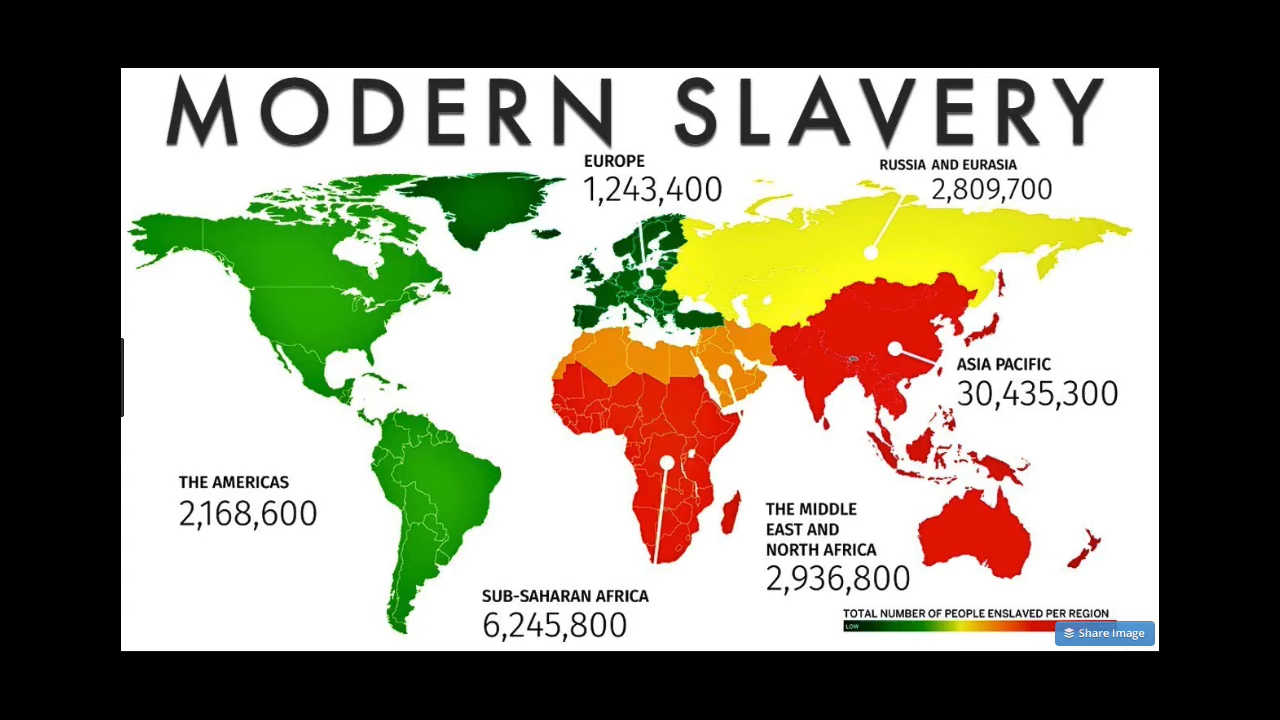 MODERN SLAVERY
EUROPE
1,243,400
RUSSIA AND EURASIA
2,809,700
ASIA PACIFIC
30,435,300
THE AMERICAS
2,168,600
THE MIDDLE
EAST AND
NORTH AFRICA
2,936,800
SUB-SAHARAN AFRICA
6,245,800
TOTAL NUMBER OF PEOPLE ENSLAVED PER REGION
LOW
Share Image